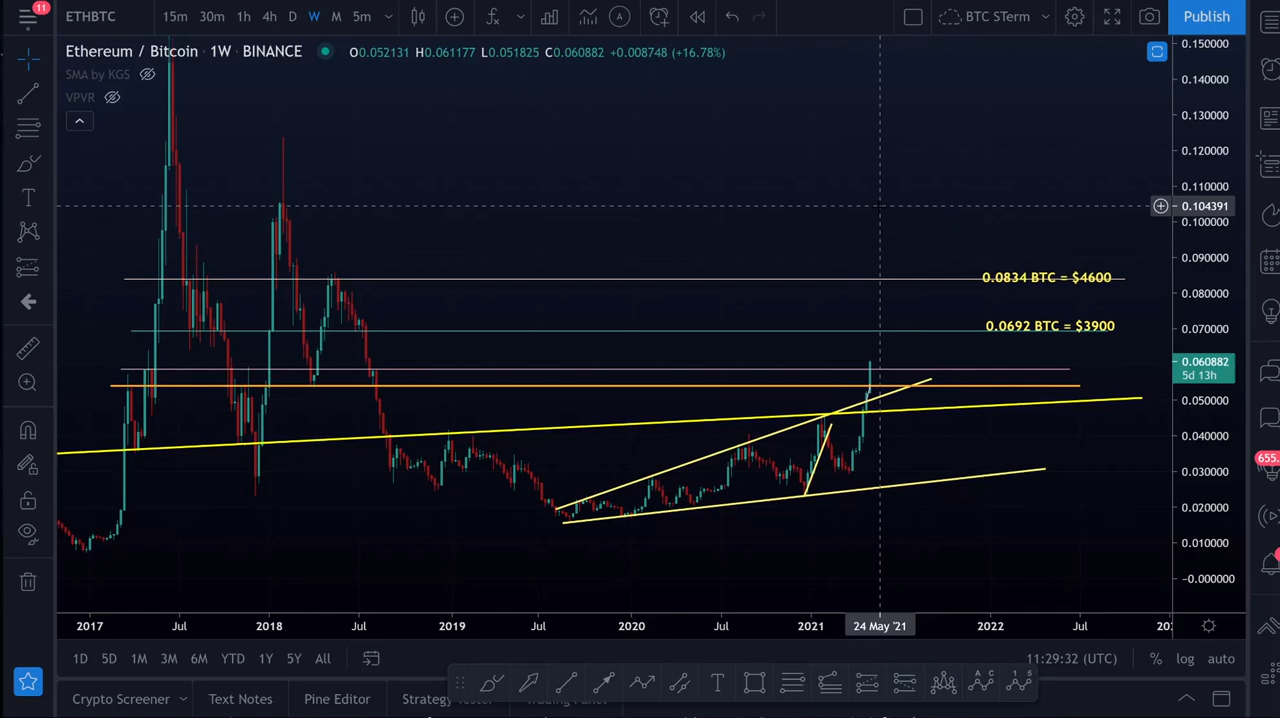 11
ETHBTC
15m 30m 1h 4h D W M 5m
BTC STerm
Publish
Ethereum / Bitcoin · 1W · BINANCE
O0.052131 H0.061177 L0.051825 C0.060882 +0.008748 (+16.78%)
SMA by KGS
VPVR
0.150000
0.140000
0.130000
0.120000
0.110000
0.104391
0.100000
0.080000
0.070000
0.060882
5d 13h
0.050000
0.040000
0.030000
0.020000
0.010000
−0.000000
0.0834 BTC = $4600
0.0692 BTC = $3900
655.
2017 Jul 2018 Jul 2019 Jul 2020 Jul 2021 24 May '21 2022 Jul
1D 5D 1M 3M 6M YTD 1Y 5Y All
11:29:32 (UTC) % log auto
Crypto Screener Text Notes Pine Editor